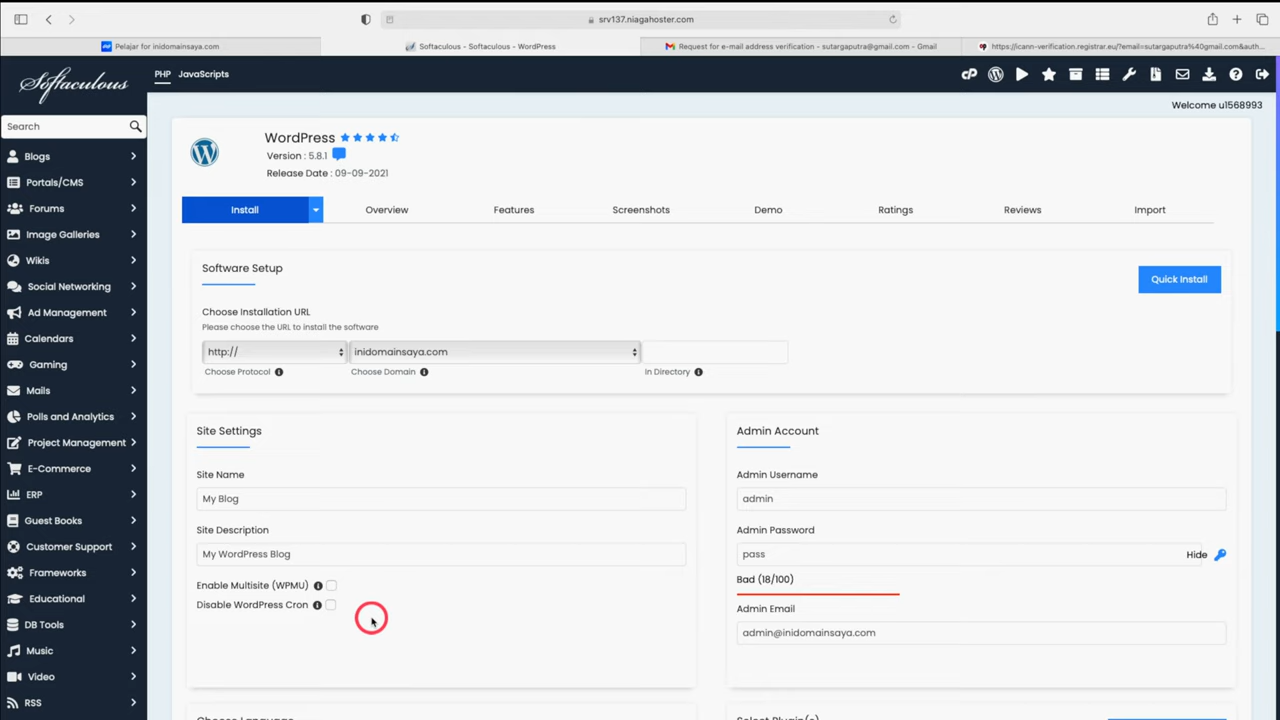 srv137.niagahoster.com
Pelajar for inidomainsaya.com
Softaculous - Softaculous - WordPress
Request for e-mail address verification - sutargaputra@gmail.com - Gmail
https://icann-verification.registrar.eu/?email=sutargaputra%40gmail.com&auth...
Softaculous
PHP
JavaScripts
Welcome u1568993
Search
Blogs
Portals/CMS
Forums
Image Galleries
Wikis
Social Networking
Ad Management
Calendars
Gaming
Mails
Polls and Analytics
Project Management
E-Commerce
ERP
Guest Books
Customer Support
Frameworks
Educational
DB Tools
Music
Video
RSS
WordPress
Version : 5.8.1
Release Date : 09-09-2021
Install
Overview
Features
Screenshots
Demo
Ratings
Reviews
Import
Software Setup
Quick Install
Choose Installation URL
Please choose the URL to install the software
http://
inidomainsaya.com
Choose Protocol
Choose Domain
In Directory
Site Settings
Site Name
My Blog
Site Description
My WordPress Blog
Enable Multisite (WPMU)
Disable WordPress Cron
Admin Account
Admin Username
admin
Admin Password
pass
Hide
Bad (18/100)
Admin Email
admin@inidomainsaya.com
Choose Language
Select Plugin(s)